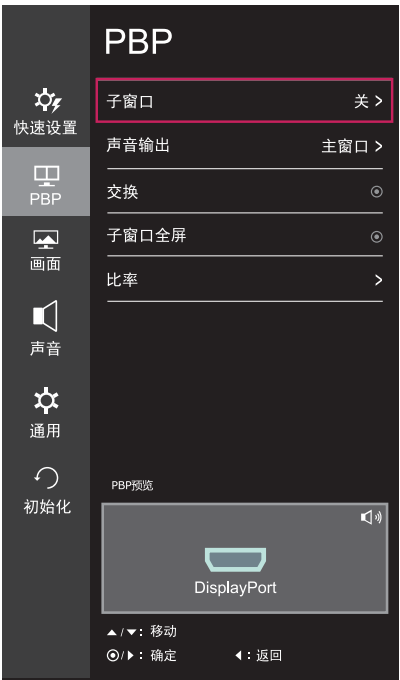 PBP
快速设置
PBP
画面
声音
通用
初始化
子窗口 关 >
声音输出 主窗口 >
交换
子窗口全屏
比率 >
PBP预览
DisplayPort
▲/▼: 移动
◉/▶: 确定 ◀: 返回